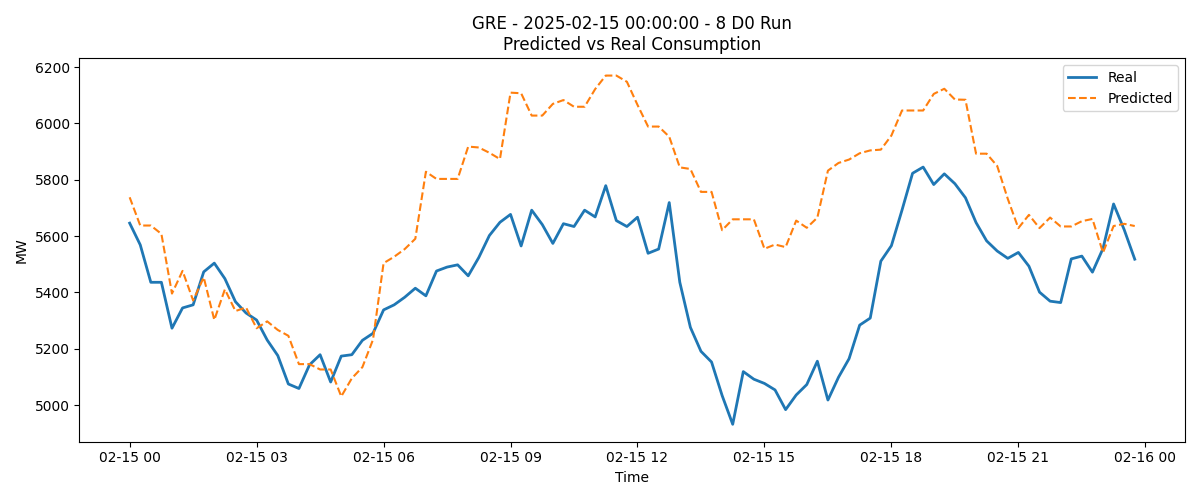 GRE - 2025-02-15 00:00:00 - 8 D0 Run
Predicted vs Real Consumption
Real
Predicted
6200
6000
5800
5600
5400
5200
5000
MW
02-15 00
02-15 03
02-15 06
02-15 09
02-15 12
02-15 15
02-15 18
02-15 21
02-16 00
Time